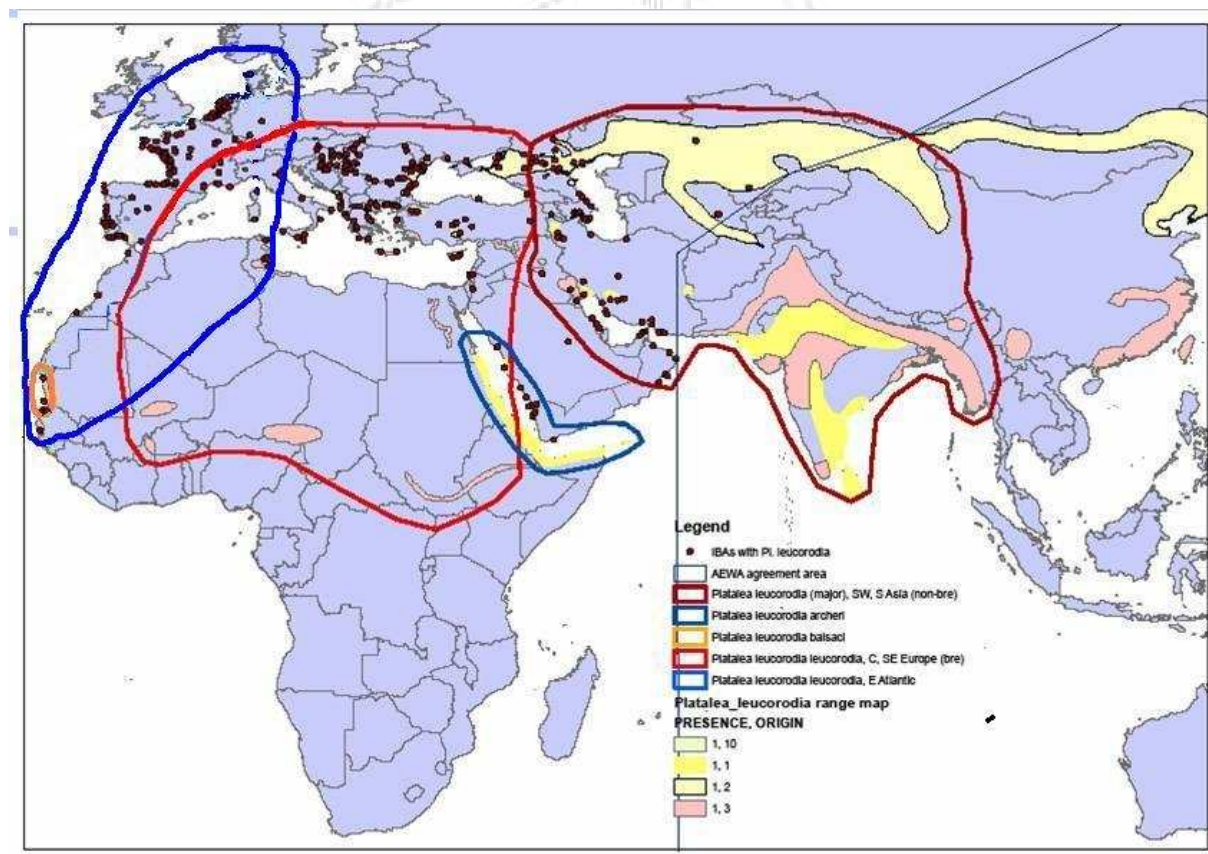 Legend
IBAs with Pl. leucorodia
AEWA agreement area
Platalea leucorodia (major), SW, S Asia (non-bre)
Platalea leucorodia archeri
Platalea leucorodia balsaci
Platalea leucorodia leucorodia, C, SE Europe (bre)
Platalea leucorodia leucorodia, E Atlantic
Platalea_leucorodia range map
PRESENCE, ORIGIN
1, 10
1, 1
1, 2
1, 3